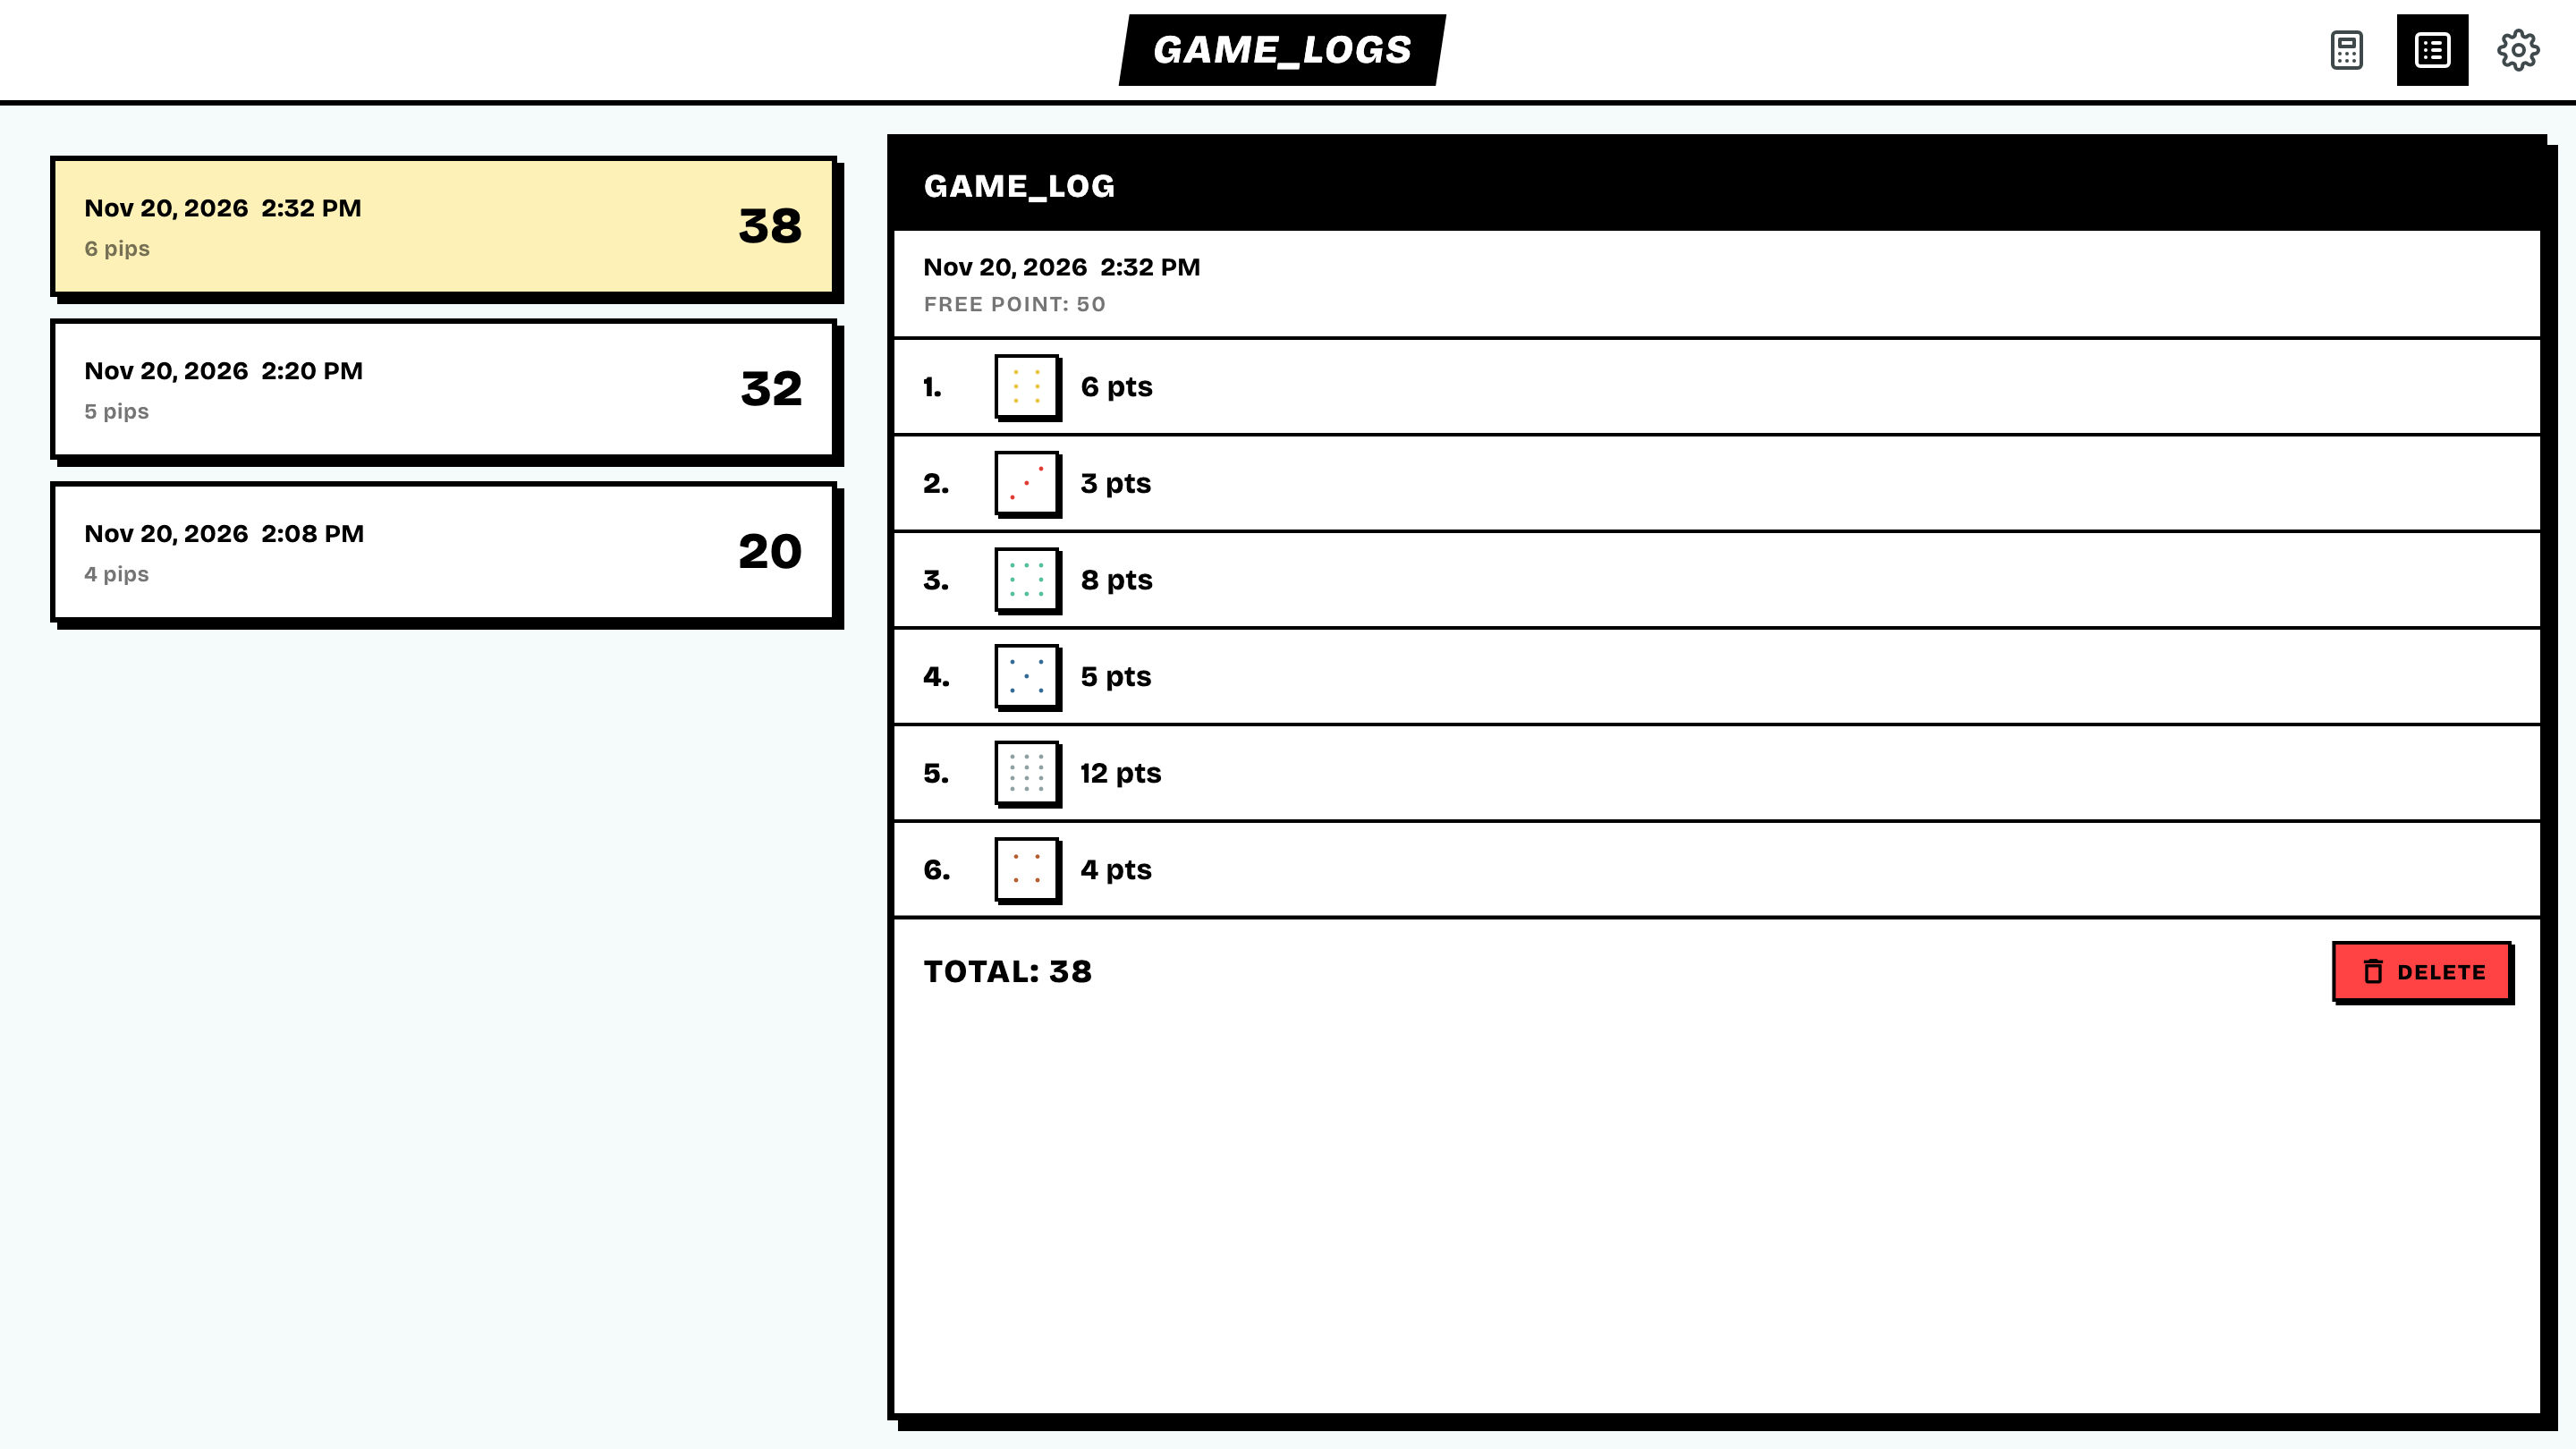 GAME_LOGS
Nov 20, 2026 2:32 PM
6 pips
38
Nov 20, 2026 2:20 PM
5 pips
32
Nov 20, 2026 2:08 PM
4 pips
20
GAME_LOG
Nov 20, 2026 2:32 PM
FREE POINT: 50
1. 6 pts
2. 3 pts
3. 8 pts
4. 5 pts
5. 12 pts
6. 4 pts
TOTAL: 38
DELETE